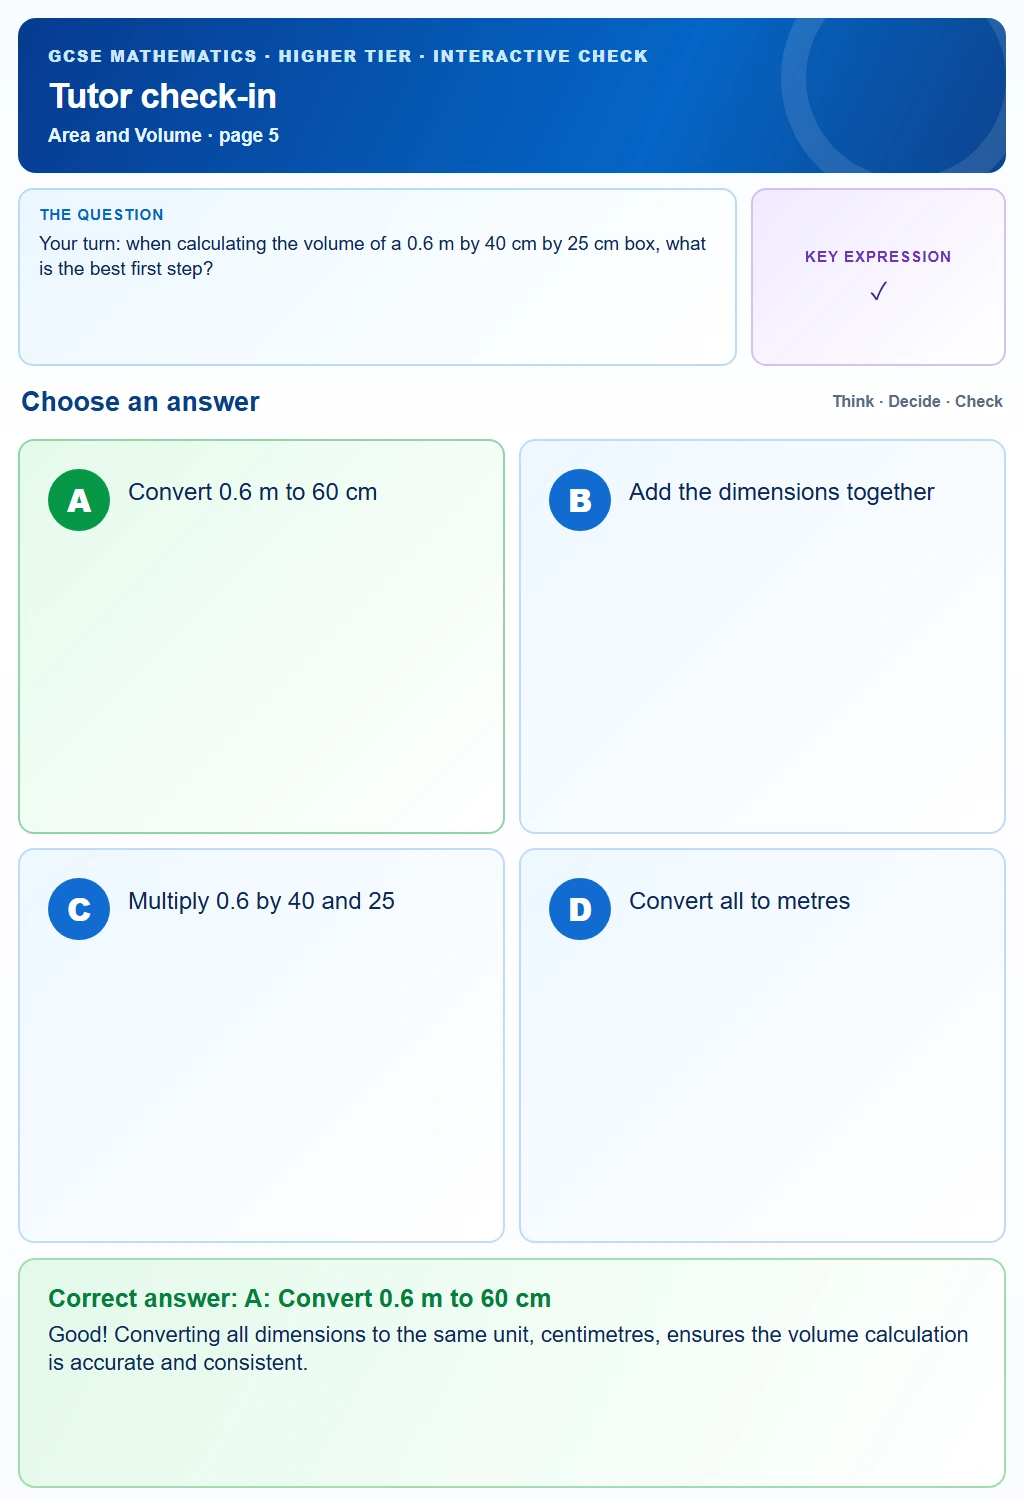 GCSE MATHEMATICS · HIGHER TIER · INTERACTIVE CHECK
Tutor check-in
Area and Volume · page 5
THE QUESTION
Your turn: when calculating the volume of a 0.6 m by 40 cm by 25 cm box, what
is the best first step?
KEY EXPRESSION
✓
Choose an answer
Think · Decide · Check
A Convert 0.6 m to 60 cm
B Add the dimensions together
C Multiply 0.6 by 40 and 25
D Convert all to metres
Correct answer: A: Convert 0.6 m to 60 cm
Good! Converting all dimensions to the same unit, centimetres, ensures the volume calculation
is accurate and consistent.